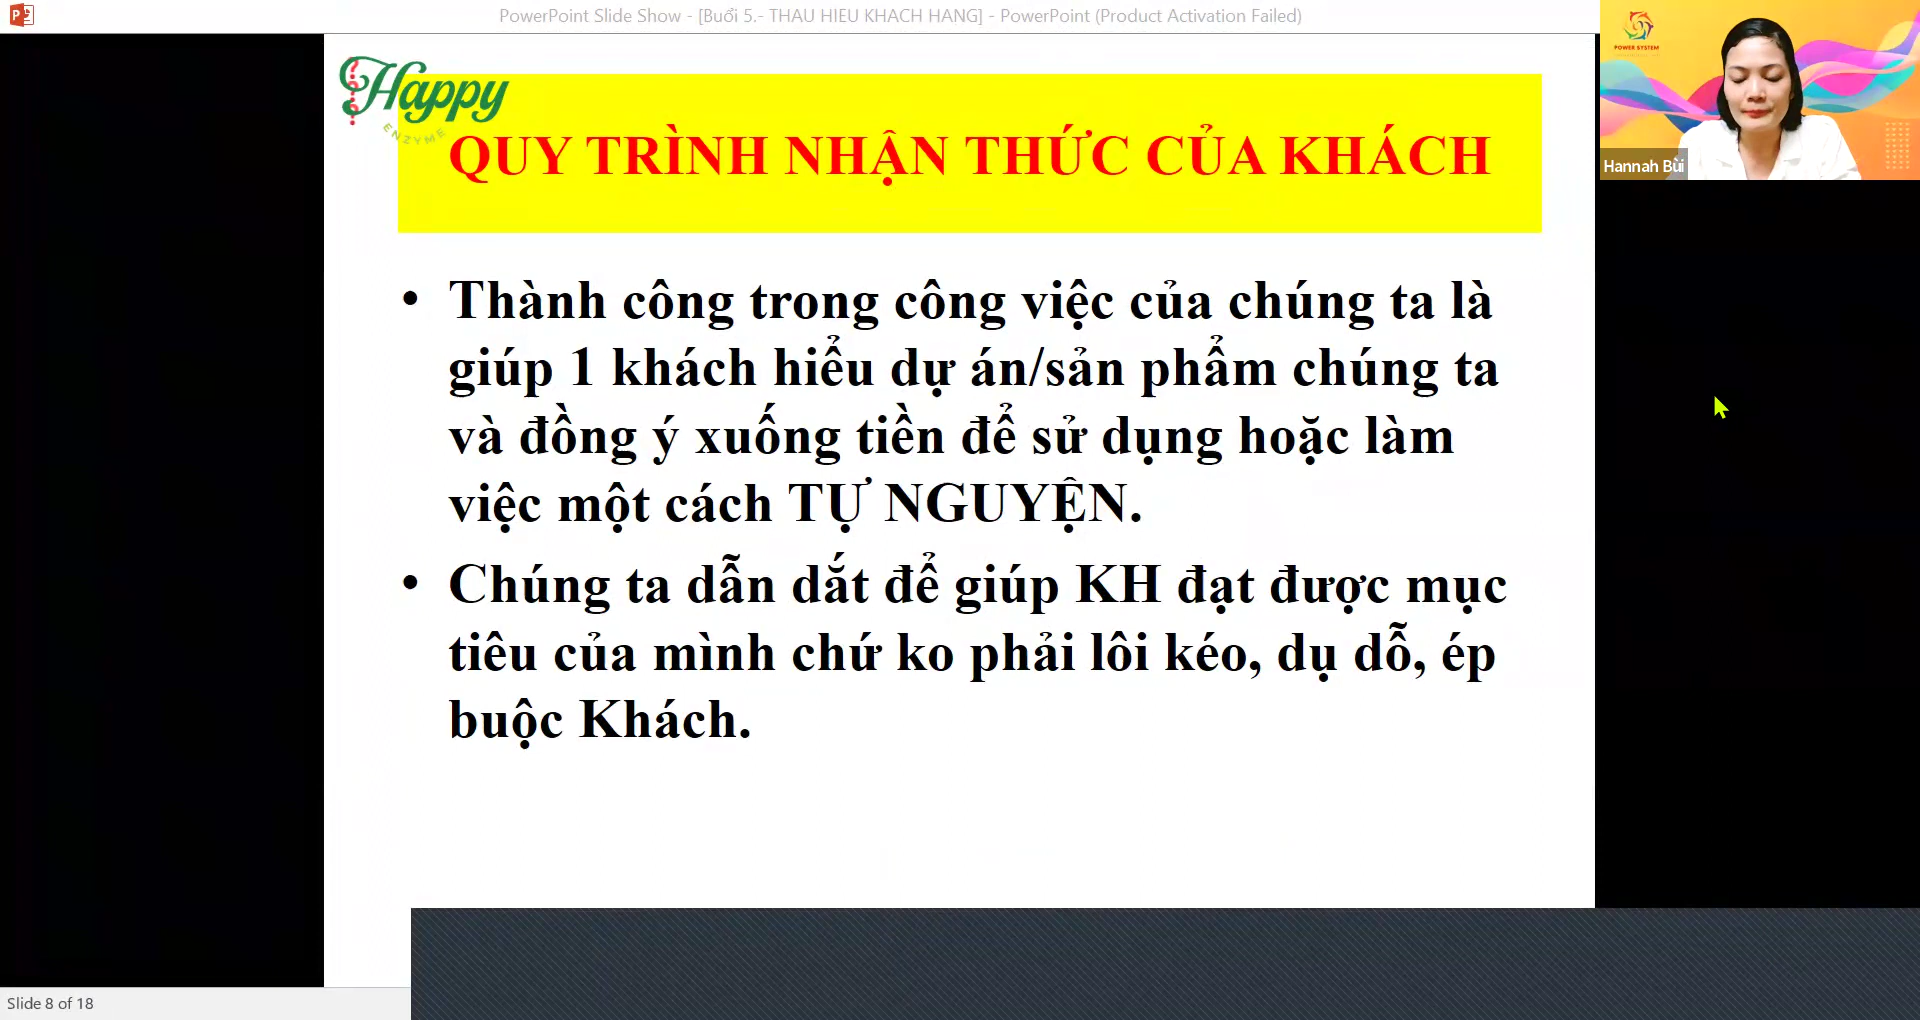 PowerPoint Slide Show - [Buổi 5.- THAU HIEU KHACH HANG] - PowerPoint (Product Activation Failed)
POWER SYSTEM
Hannah Bùi
Happy
ENZYME
QUY TRÌNH NHẬN THỨC CỦA KHÁCH
• Thành công trong công việc của chúng ta là
giúp 1 khách hiểu dự án/sản phẩm chúng ta
và đồng ý xuống tiền để sử dụng hoặc làm
việc một cách TỰ NGUYỆN.
• Chúng ta dẫn dắt để giúp KH đạt được mục
tiêu của mình chứ ko phải lôi kéo, dụ dỗ, ép
buộc Khách.
Slide 8 of 18